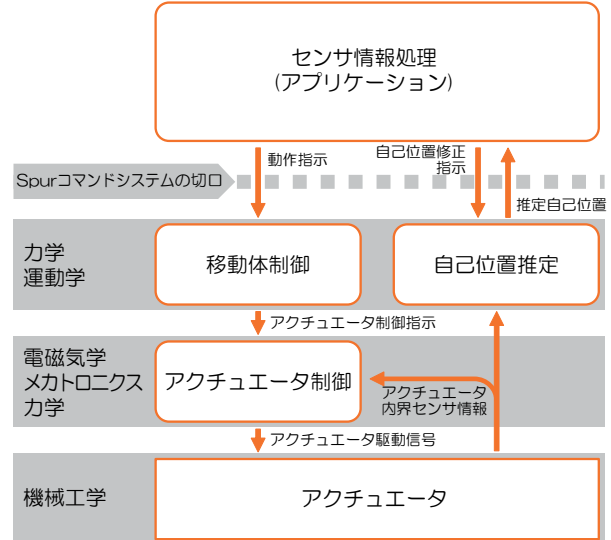 センサ情報処理
(アプリケーション)
動作指示
自己位置修正
指示
Spurコマンドシステムの切口
推定自己位置
力学
運動学
移動体制御
自己位置推定
アクチュエータ制御指示
電磁気学
メカトロニクス
力学
アクチュエータ制御
アクチュエータ
内界センサ情報
アクチュエータ駆動信号
機械工学
アクチュエータ